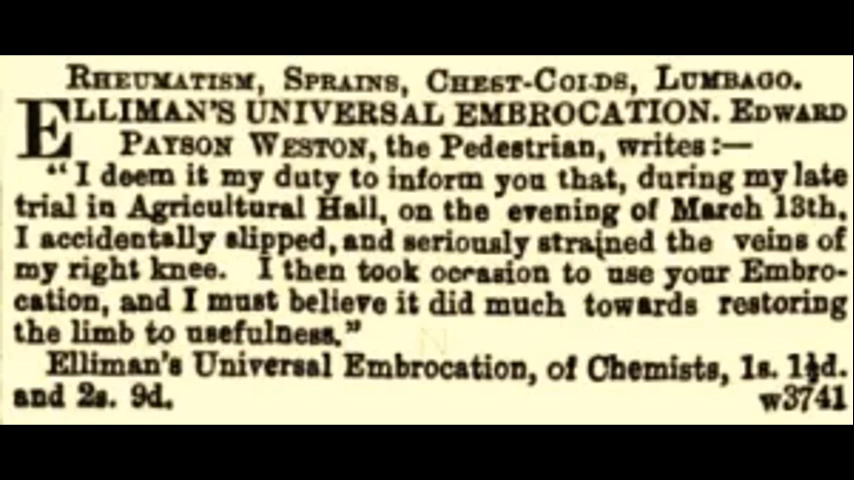 RHEUMATISM, SPRAINS, CHEST-COLDS, LUMBAGO.
ELLIMAN'S UNIVERSAL EMBROCATION. EDWARD
PAYSON WESTON, the Pedestrian, writes:—
"I deem it my duty to inform you that, during my late
trial in Agricultural Hall, on the evening of March 13th,
I accidentally slipped, and seriously strained the veins of
my right knee. I then took occasion to use your Embro-
cation, and I must believe it did much towards restoring
the limb to usefulness."
Elliman's Universal Embrocation, of Chemists, 1s. 1½d.
and 2s. 9d. w3741